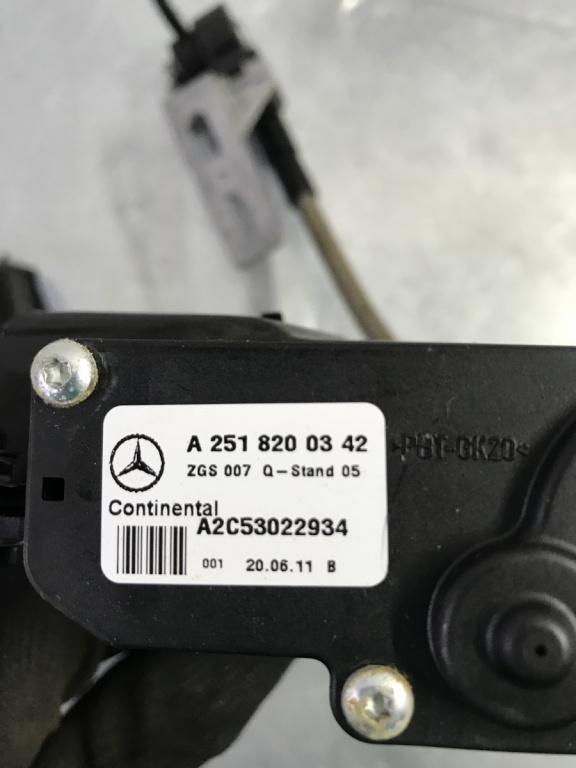 A 251 820 03 42
ZGS 007 Q-Stand 05
Continental
A2C53022934
001 20.06.11 B
>PBT-GK20<